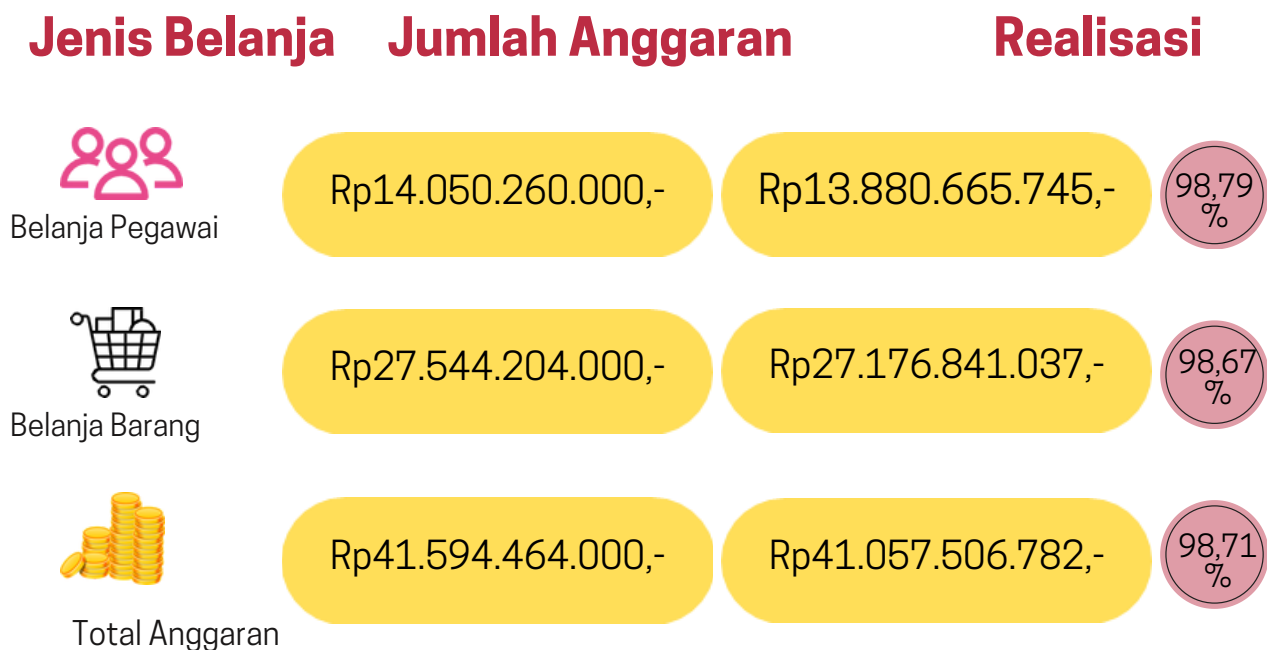 Jenis Belanja Jumlah Anggaran Realisasi
Belanja Pegawai Rp14.050.260.000,- Rp13.880.665.745,- 98,79
%
Belanja Barang Rp27.544.204.000,- Rp27.176.841.037,- 98,67
%
Total Anggaran Rp41.594.464.000,- Rp41.057.506.782,- 98,71
%